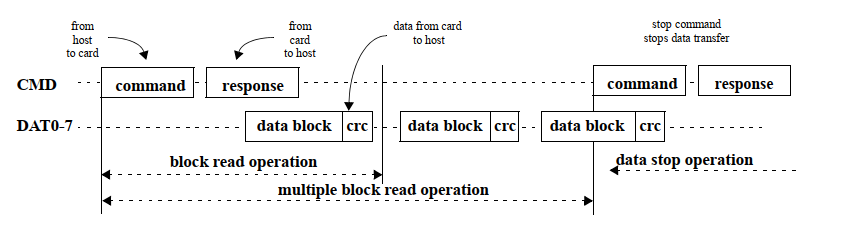 from
host
to card
from
card
to host
data from card
to host
stop command
stops data transfer
CMD
command
response
command
response
DAT0-7
data block
crc
data block
crc
data block
crc
block read operation
data stop operation
multiple block read operation